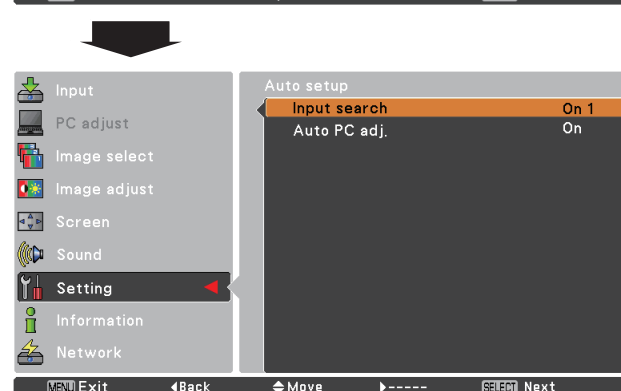 Input
PC adjust
Image select
Image adjust
Screen
Sound
Setting
Information
Network
Auto setup
Input search On 1
Auto PC adj. On
MENU Exit ◀Back Move ▶----- SELECT Next